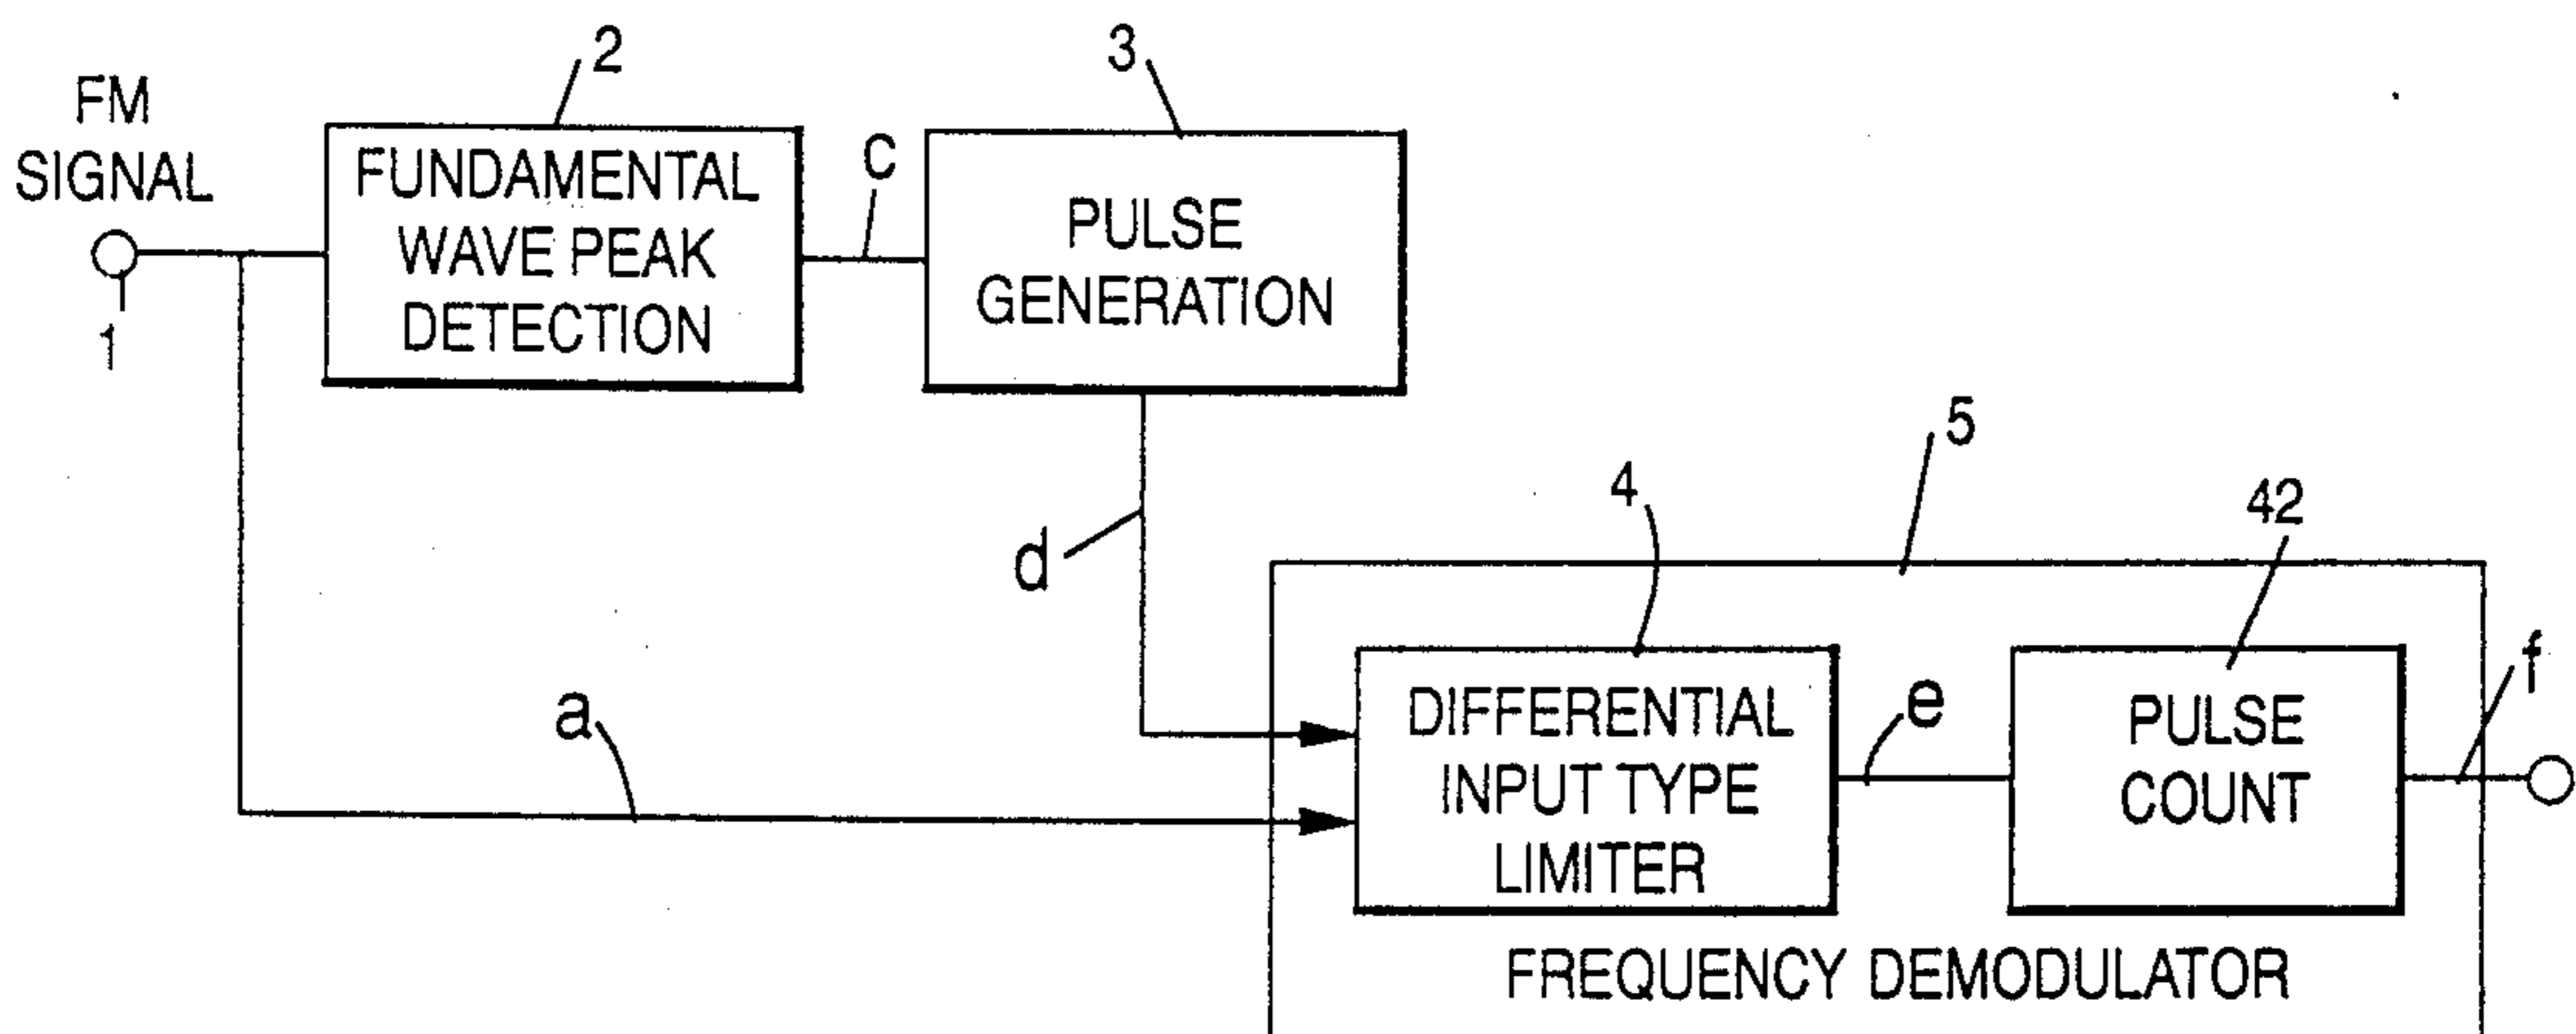 2
3
FM
SIGNAL
1
FUNDAMENTAL
WAVE PEAK
DETECTION
c
PULSE
GENERATION
5
4
42
d
a
DIFFERENTIAL
INPUT TYPE
LIMITER
e
PULSE
COUNT
f
FREQUENCY DEMODULATOR